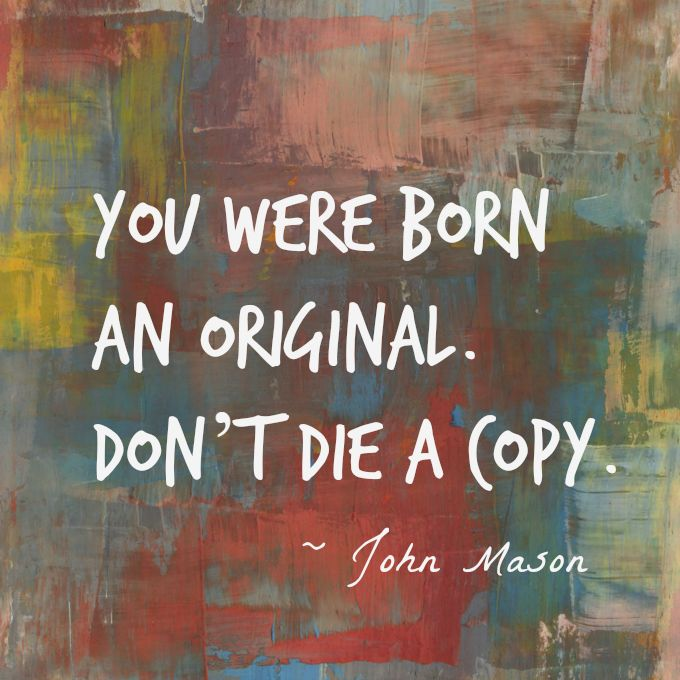 YOU WERE BORN
AN ORIGINAL.
DON'T DIE A COPY.
~ John Mason